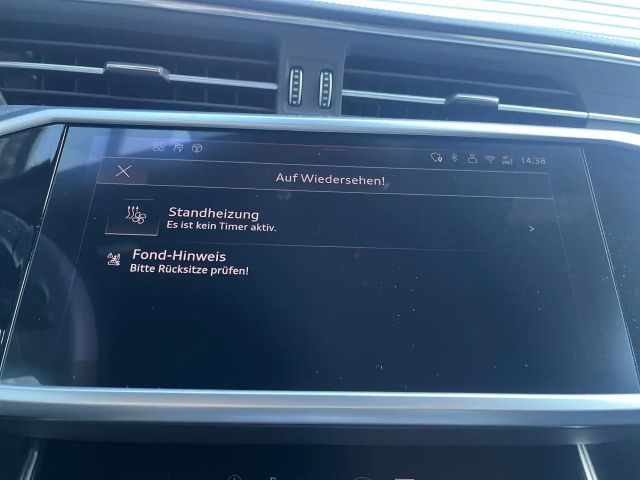 14:38
Auf Wiedersehen!
Standheizung
Es ist kein Timer aktiv.
Fond-Hinweis
Bitte Rücksitze prüfen!